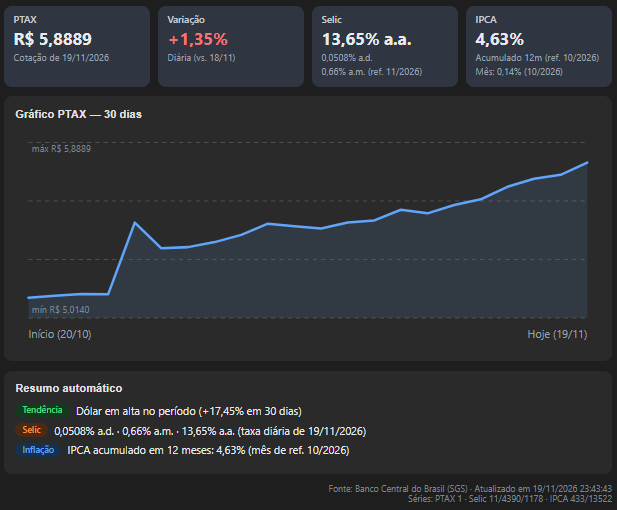 PTAX
R$ 5,8889
Cotação de 19/11/2026
Variação
+1,35%
Diária (vs. 18/11)
Selic
13,65% a.a.
0,0508% a.d.
0,66% a.m. (ref. 11/2026)
IPCA
4,63%
Acumulado 12m (ref. 10/2026)
Mês: 0,14% (10/2026)
Gráfico PTAX — 30 dias
máx R$ 5,8889
mín R$ 5,0140
Início (20/10)
Hoje (19/11)
Resumo automático
Tendência Dólar em alta no período (+17,45% em 30 dias)
Selic 0,0508% a.d. · 0,66% a.m. · 13,65% a.a. (taxa diária de 19/11/2026)
Inflação IPCA acumulado em 12 meses: 4,63% (mês de ref. 10/2026)
Fonte: Banco Central do Brasil (SGS) · Atualizado em 19/11/2026 23:43:43
Séries: PTAX 1 · Selic 11/4390/1178 · IPCA 433/13522